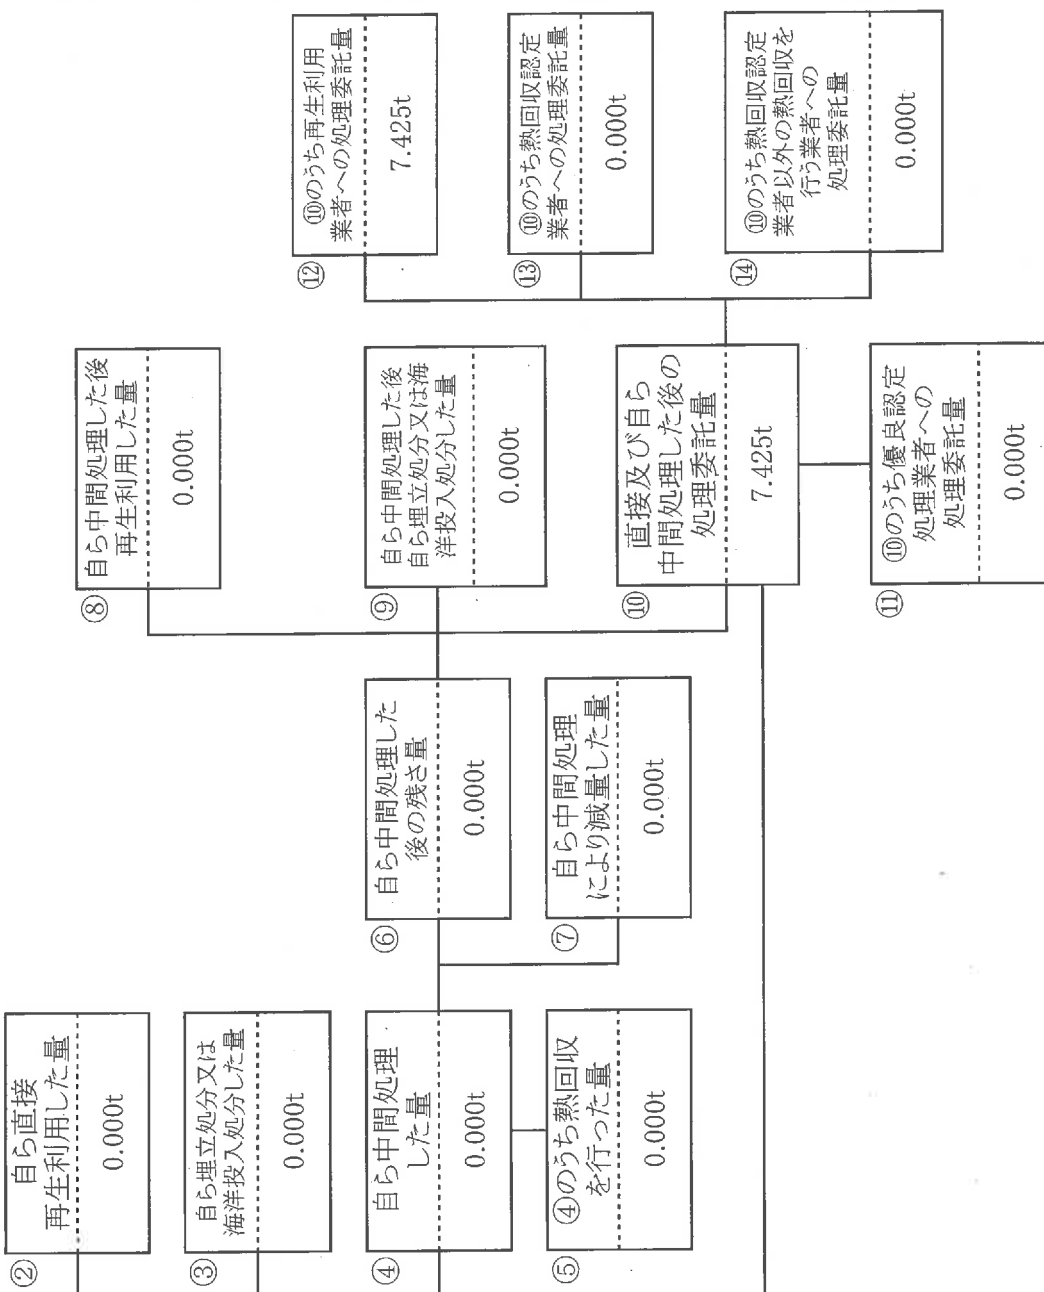 ②
自ら直接
再生利用した量
0.000t
③
自ら埋立処分又は
海洋投入処分した量
0.000t
④
自ら中間処理
した量
0.000t
⑤
④のうち熱回収
を行った量
0.000t
⑥
自ら中間処理した
後の残さ量
0.000t
⑦
自ら中間処理
により減量した量
0.000t
⑧
自ら中間処理した後
再生利用した量
0.000t
⑨
自ら中間処理した後
自ら埋立処分又は海
洋投入処分した量
0.000t
⑩
直接及び自ら
中間処理した後の
処理委託量
7.425t
⑪
⑩のうち優良認定
処理業者への
処理委託量
0.000t
⑫
⑩のうち再生利用
業者への処理委託量
7.425t
⑬
⑩のうち熱回収認定
業者への処理委託量
0.000t
⑭
⑩のうち熱回収認定
業者以外の熱回収を
行う業者への
処理委託量
0.000t